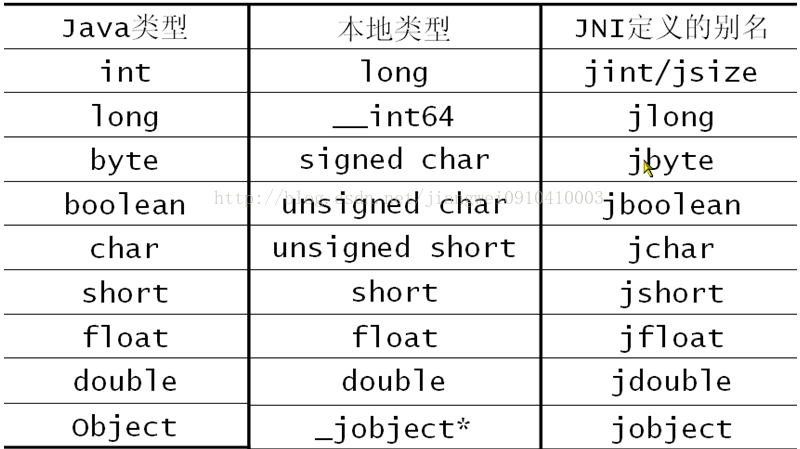 Java类型 本地类型 JNI定义的别名
int long jint/jsize
long __int64 jlong
byte signed char jbyte
http://blog.csdn.net/jiangwei0910410003
boolean unsigned char jboolean
char unsigned short jchar
short short jshort
float float jfloat
double double jdouble
Object _jobject* jobject